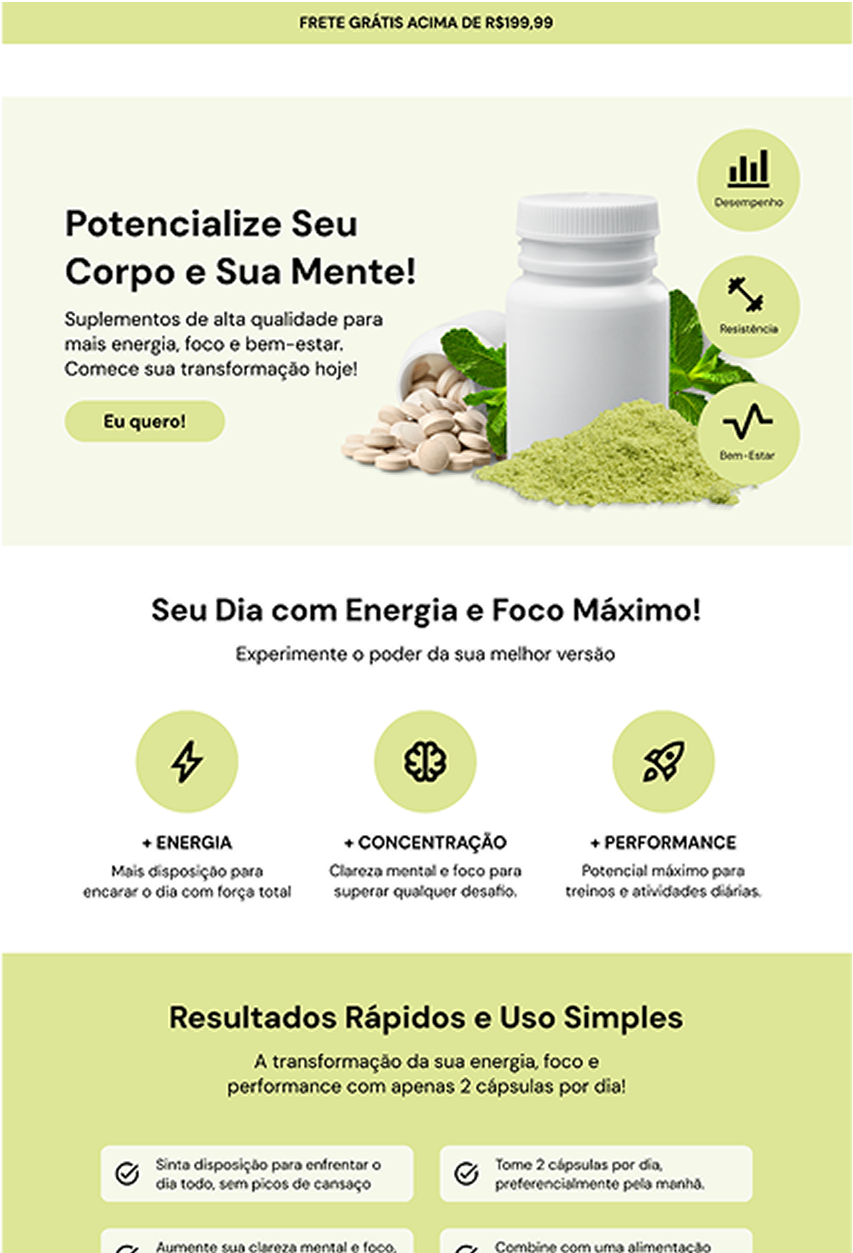 FRETE GRÁTIS ACIMA DE R$199,99
Potencialize Seu
Corpo e Sua Mente!
Suplementos de alta qualidade para
mais energia, foco e bem-estar.
Comece sua transformação hoje!
Eu quero!
Desempenho
Resistência
Bem-Estar
Seu Dia com Energia e Foco Máximo!
Experimente o poder da sua melhor versão
+ ENERGIA
Mais disposição para
encarar o dia com força total
+ CONCENTRAÇÃO
Clareza mental e foco para
superar qualquer desafio.
+ PERFORMANCE
Potencial máximo para
treinos e atividades diárias.
Resultados Rápidos e Uso Simples
A transformação da sua energia, foco e
performance com apenas 2 cápsulas por dia!
Sinta disposição para enfrentar o
dia todo, sem picos de cansaço
Tome 2 cápsulas por dia,
preferencialmente pela manhã.
Aumente sua clareza mental e foco,
Combine com uma alimentação